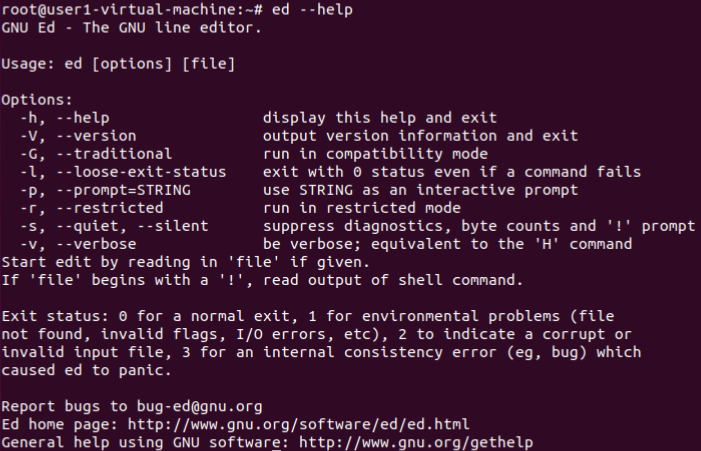 root@user1-virtual-machine:~# ed --help
GNU Ed - The GNU line editor.
Usage: ed [options] [file]
Options:
-h, --help display this help and exit
-V, --version output version information and exit
-G, --traditional run in compatibility mode
-l, --loose-exit-status exit with 0 status even if a command fails
-p, --prompt=STRING use STRING as an interactive prompt
-r, --restricted run in restricted mode
-s, --quiet, --silent suppress diagnostics, byte counts and '!' prompt
-v, --verbose be verbose; equivalent to the 'H' command
Start edit by reading in 'file' if given.
If 'file' begins with a '!', read output of shell command.
Exit status: 0 for a normal exit, 1 for environmental problems (file
not found, invalid flags, I/O errors, etc), 2 to indicate a corrupt or
invalid input file, 3 for an internal consistency error (eg, bug) which
caused ed to panic.
Report bugs to bug-ed@gnu.org
Ed home page: http://www.gnu.org/software/ed/ed.html
General help using GNU software: http://www.gnu.org/gethelp